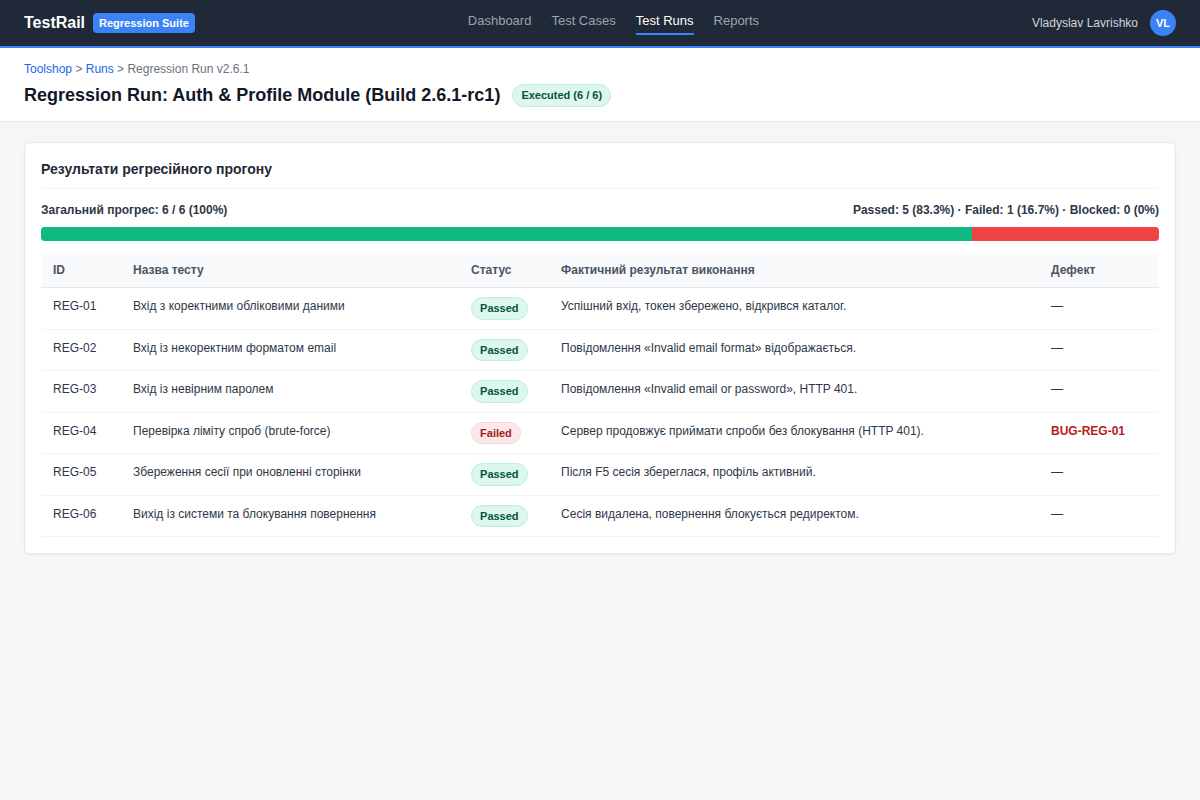 TestRail Regression Suite Dashboard Test Cases Test Runs Reports Vladyslav Lavrishko VL
Toolshop > Runs > Regression Run v2.6.1
Regression Run: Auth & Profile Module (Build 2.6.1-rc1) Executed (6 / 6)
Результати регресійного прогону
Загальний прогрес: 6 / 6 (100%) Passed: 5 (83.3%) · Failed: 1 (16.7%) · Blocked: 0 (0%)
ID Назва тесту Статус Фактичний результат виконання Дефект
REG-01 Вхід з коректними обліковими даними Passed Успішний вхід, токен збережено, відкрився каталог. —
REG-02 Вхід із некоректним форматом email Passed Повідомлення «Invalid email format» відображається. —
REG-03 Вхід із невірним паролем Passed Повідомлення «Invalid email or password», HTTP 401. —
REG-04 Перевірка ліміту спроб (brute-force) Failed Сервер продовжує приймати спроби без блокування (HTTP 401). BUG-REG-01
REG-05 Збереження сесії при оновленні сторінки Passed Після F5 сесія збереглася, профіль активний. —
REG-06 Вихід із системи та блокування повернення Passed Сесія видалена, повернення блокується редиректом. —